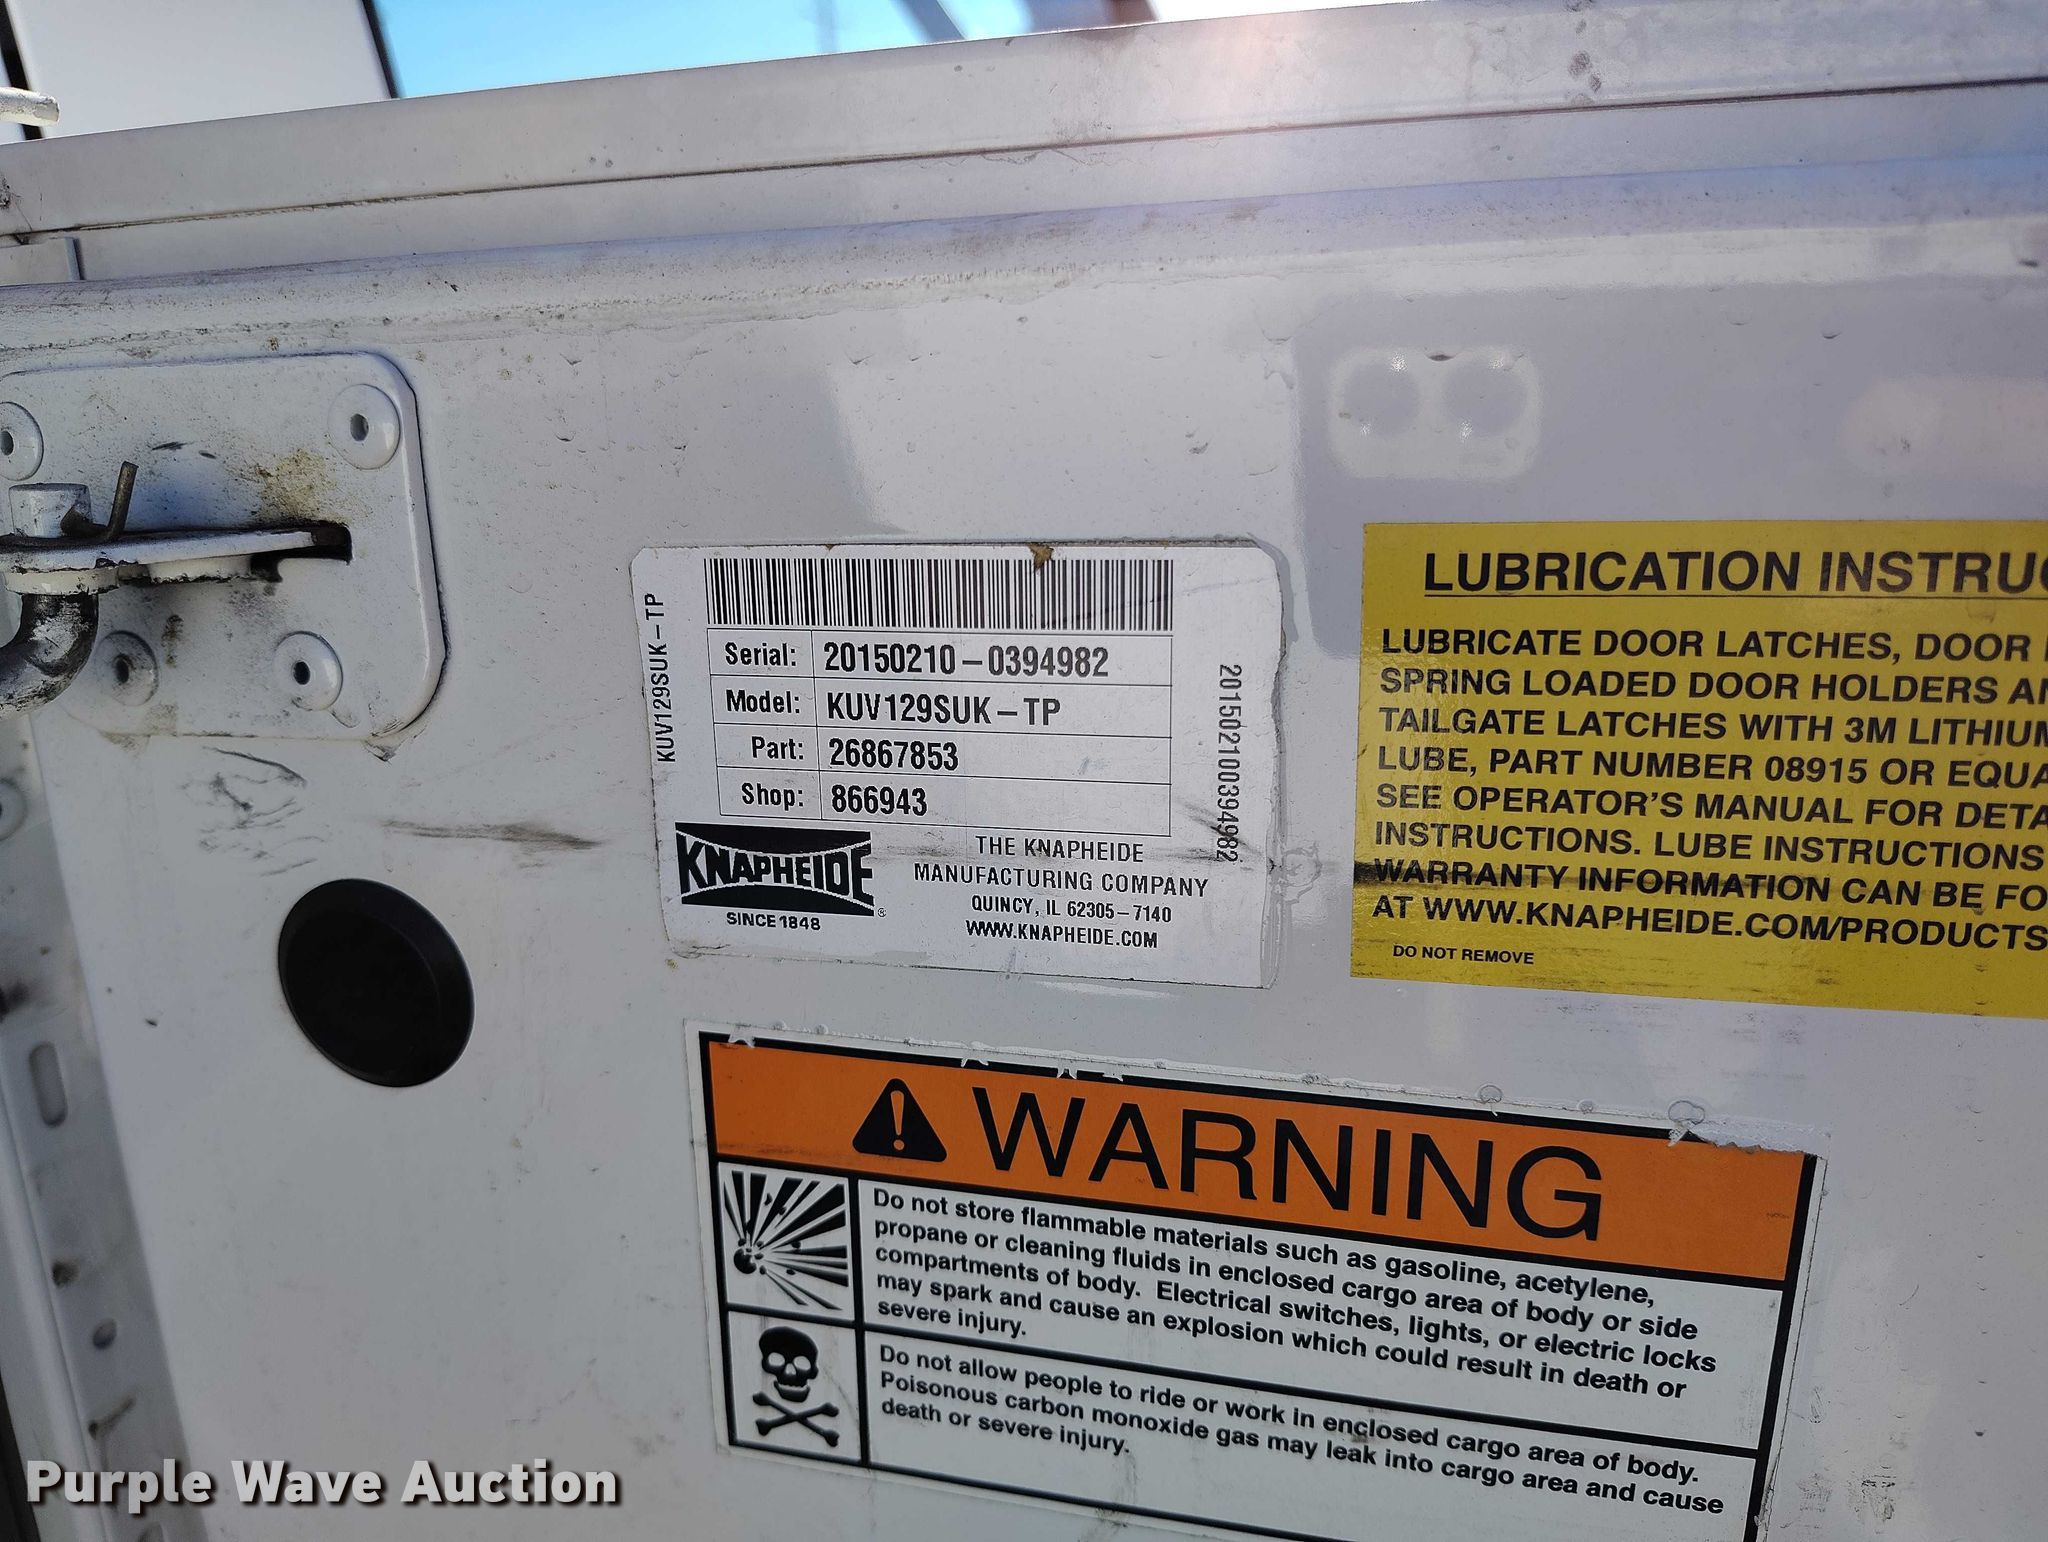 KUV129SUK-TP
Serial: 20150210-0394982
Model: KUV129SUK-TP
Part: 26867853
Shop: 866943
201502100394982
KNAPHEIDE®
SINCE 1848
THE KNAPHEIDE
MANUFACTURING COMPANY
QUINCY, IL 62305-7140
WWW.KNAPHEIDE.COM
LUBRICATION INSTRUC
LUBRICATE DOOR LATCHES, DOOR
SPRING LOADED DOOR HOLDERS AN
TAILGATE LATCHES WITH 3M LITHIUM
LUBE, PART NUMBER 08915 OR EQUA
SEE OPERATOR'S MANUAL FOR DETA
INSTRUCTIONS. LUBE INSTRUCTIONS
WARRANTY INFORMATION CAN BE FO
AT WWW.KNAPHEIDE.COM/PRODUCTS
DO NOT REMOVE
WARNING
Do not store flammable materials such as gasoline, acetylene,
propane or cleaning fluids in enclosed cargo area of body or side
compartments of body. Electrical switches, lights, or electric locks
may spark and cause an explosion which could result in death or
severe injury.
Do not allow people to ride or work in enclosed cargo area of body.
Poisonous carbon monoxide gas may leak into cargo area and cause
death or severe injury.
Purple Wave Auction